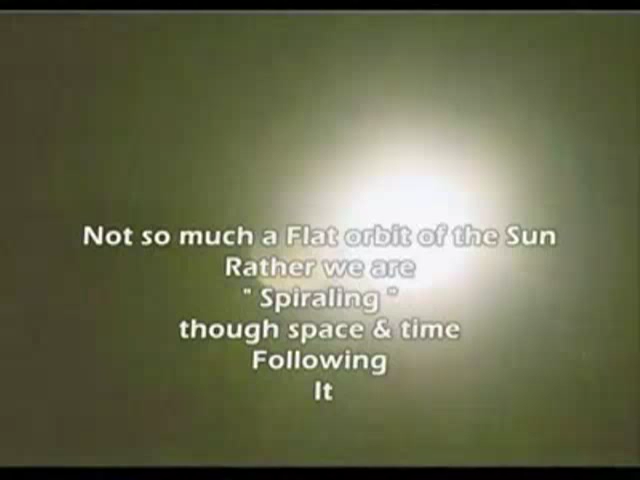 Not so much a Flat orbit of the Sun
Rather we are
" Spiraling "
though space & time
Following
It